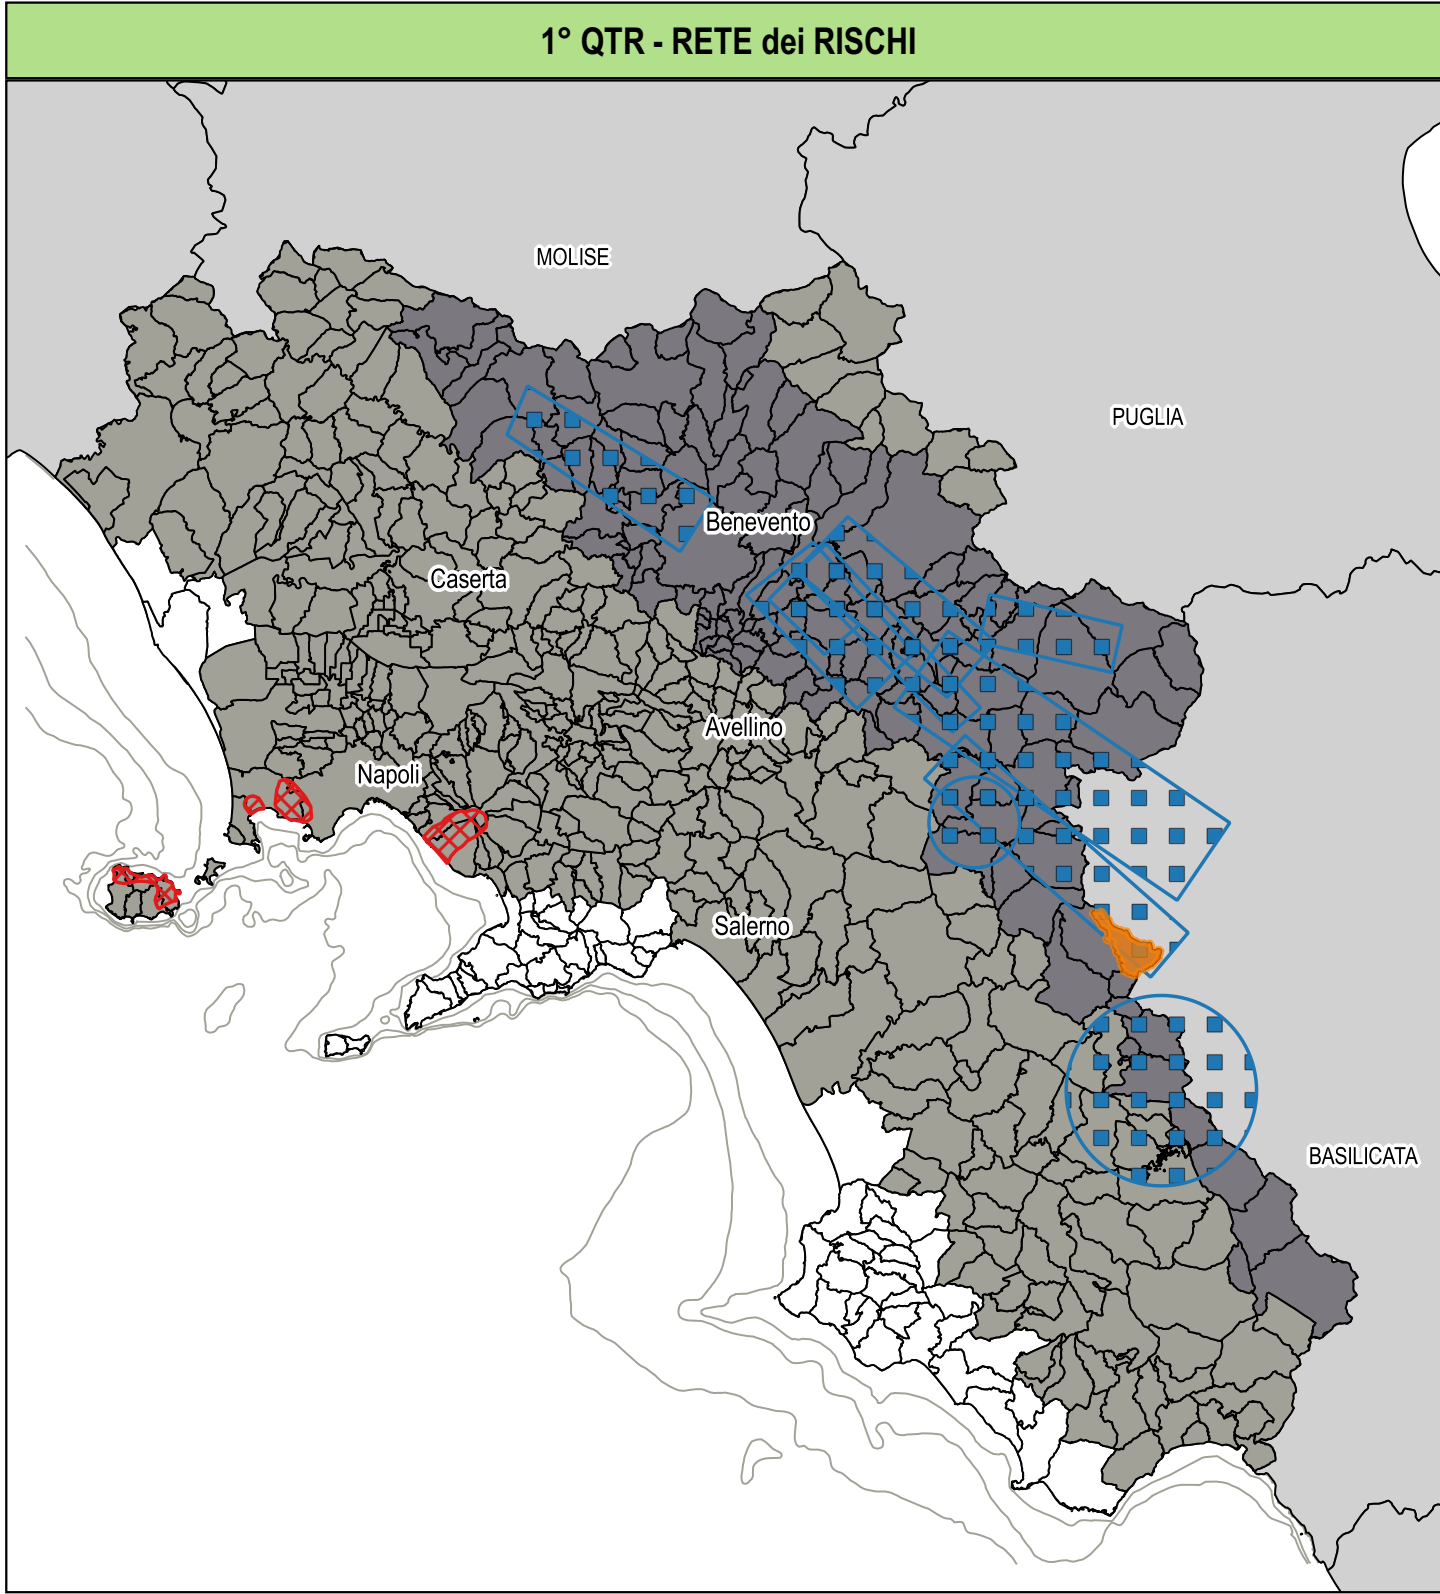 1° QTR - RETE dei RISCHI
MOLISE
PUGLIA
Benevento
Caserta
Avellino
Napoli
Salerno
BASILICATA